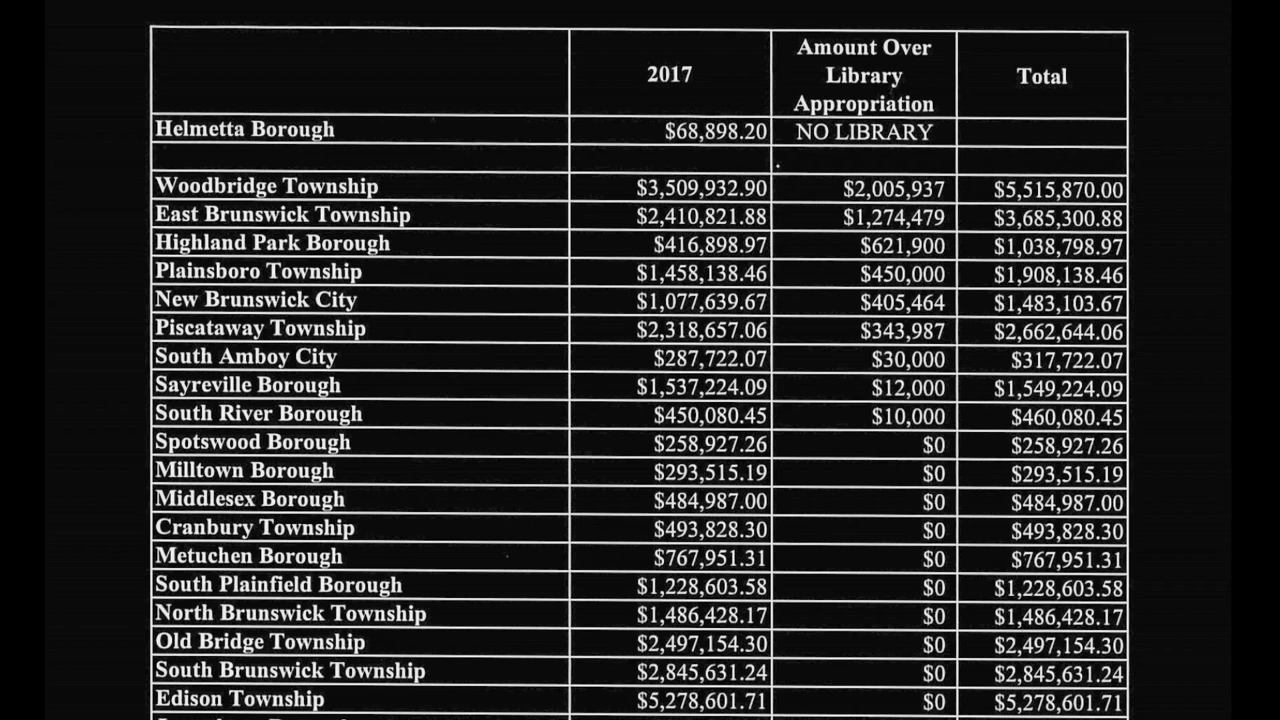 2017 Amount Over Library Appropriation Total
Helmetta Borough $68,898.20 NO LIBRARY
Woodbridge Township $3,509,932.90 $2,005,937 $5,515,870.00
East Brunswick Township $2,410,821.88 $1,274,479 $3,685,300.88
Highland Park Borough $416,898.97 $621,900 $1,038,798.97
Plainsboro Township $1,458,138.46 $450,000 $1,908,138.46
New Brunswick City $1,077,639.67 $405,464 $1,483,103.67
Piscataway Township $2,318,657.06 $343,987 $2,662,644.06
South Amboy City $287,722.07 $30,000 $317,722.07
Sayreville Borough $1,537,224.09 $12,000 $1,549,224.09
South River Borough $450,080.45 $10,000 $460,080.45
Spotswood Borough $258,927.26 $0 $258,927.26
Milltown Borough $293,515.19 $0 $293,515.19
Middlesex Borough $484,987.00 $0 $484,987.00
Cranbury Township $493,828.30 $0 $493,828.30
Metuchen Borough $767,951.31 $0 $767,951.31
South Plainfield Borough $1,228,603.58 $0 $1,228,603.58
North Brunswick Township $1,486,428.17 $0 $1,486,428.17
Old Bridge Township $2,497,154.30 $0 $2,497,154.30
South Brunswick Township $2,845,631.24 $0 $2,845,631.24
Edison Township $5,278,601.71 $0 $5,278,601.71